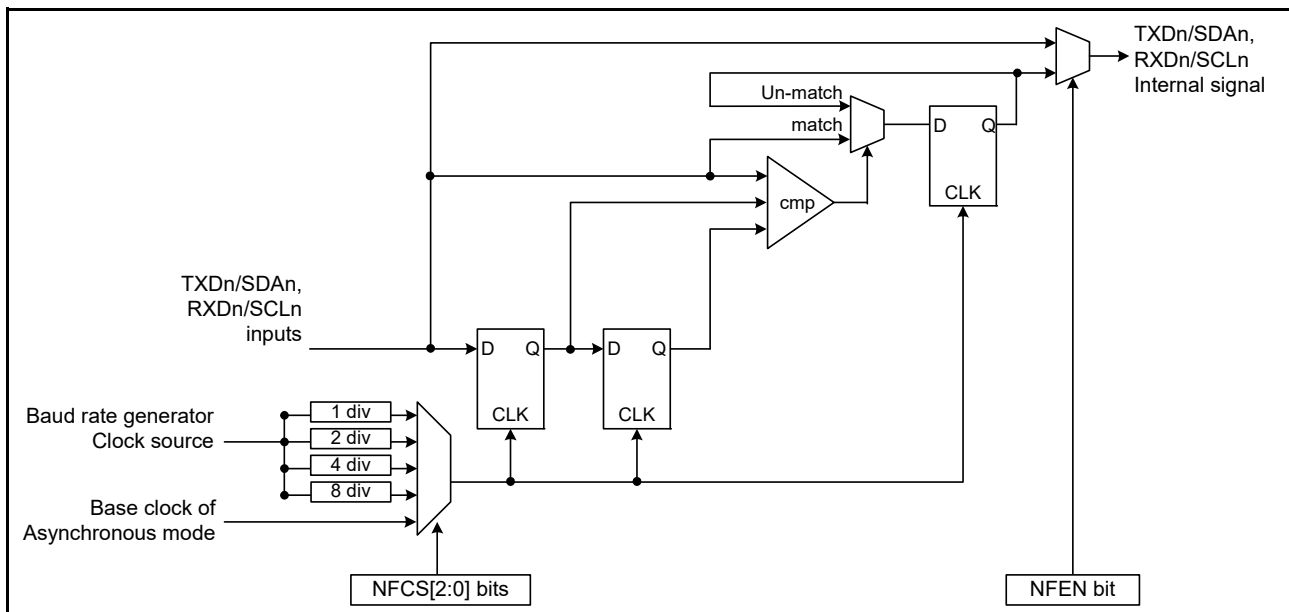 TXDn/SDAn,
RXDn/SCLn
Internal signal
Un-match
match
D
Q
CLK
cmp
TXDn/SDAn,
RXDn/SCLn
inputs
D
Q
CLK
D
Q
CLK
Baud rate generator
Clock source
1 div
2 div
4 div
8 div
Base clock of
Asynchronous mode
NFCS[2:0] bits
NFEN bit